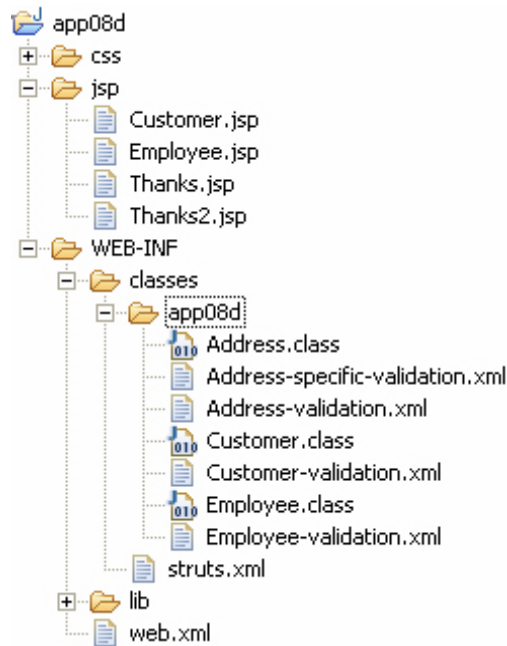 app08d
css
jsp
Customer.jsp
Employee.jsp
Thanks.jsp
Thanks2.jsp
WEB-INF
classes
app08d
Address.class
Address-specific-validation.xml
Address-validation.xml
Customer.class
Customer-validation.xml
Employee.class
Employee-validation.xml
struts.xml
lib
web.xml